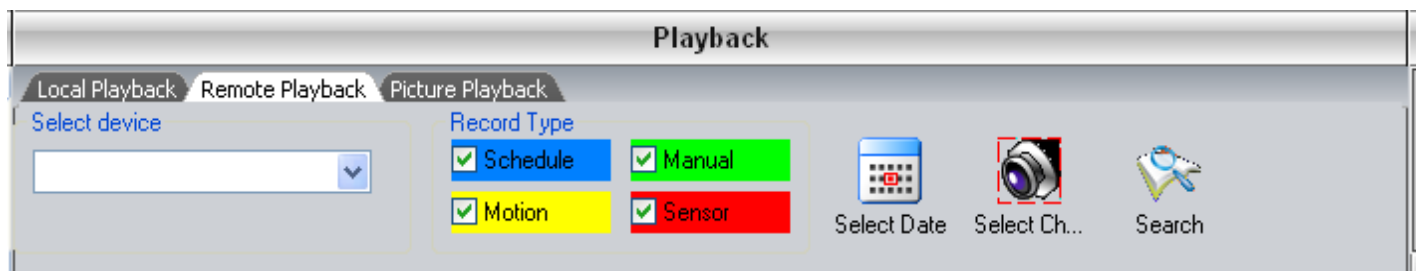 Playback
Local Playback Remote Playback Picture Playback
Select device
Record Type
Schedule Manual
Motion Sensor
Select Date Select Ch... Search